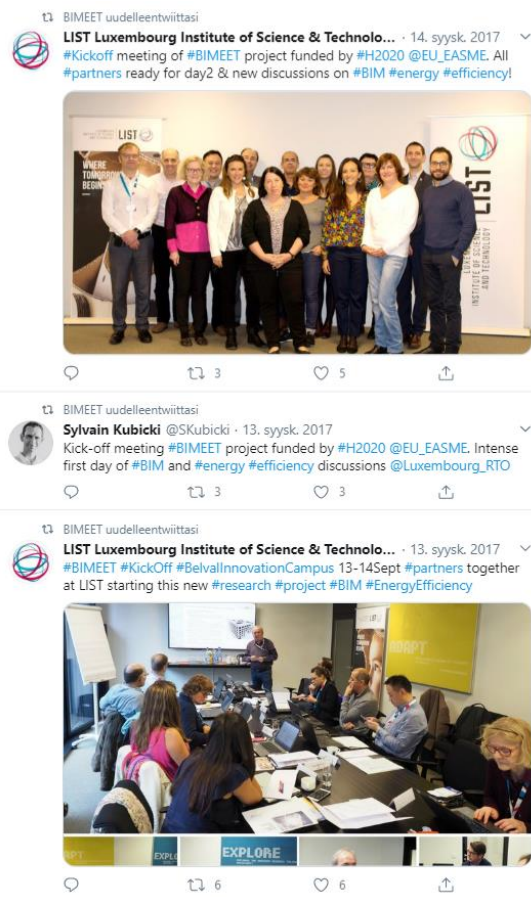 BIMEET uudelleentwiittasi
LIST Luxembourg Institute of Science & Technolo... · 14. syysk. 2017
#Kickoff meeting of #BIMEET project funded by #H2020 @EU_EASME. All
#partners ready for day2 & new discussions on #BIM #energy #efficiency!
LIST
WHERE
TOMORROW
BEGINS
LIST
INSTITUTE OF SCIENCE
AND TECHNOLOGY
3
5
BIMEET uudelleentwiittasi
Sylvain Kubicki @SKubicki · 13. syysk. 2017
Kick-off meeting #BIMEET project funded by #H2020 @EU_EASME. Intense
first day of #BIM and #energy #efficiency discussions @Luxembourg_RTO
3
3
BIMEET uudelleentwiittasi
LIST Luxembourg Institute of Science & Technolo... · 13. syysk. 2017
#BIMEET #KickOff #BelvalInnovationCampus 13-14Sept #partners together
at LIST starting this new #research #project #BIM #EnergyEfficiency
ADAPT
EXPLORE
6
6